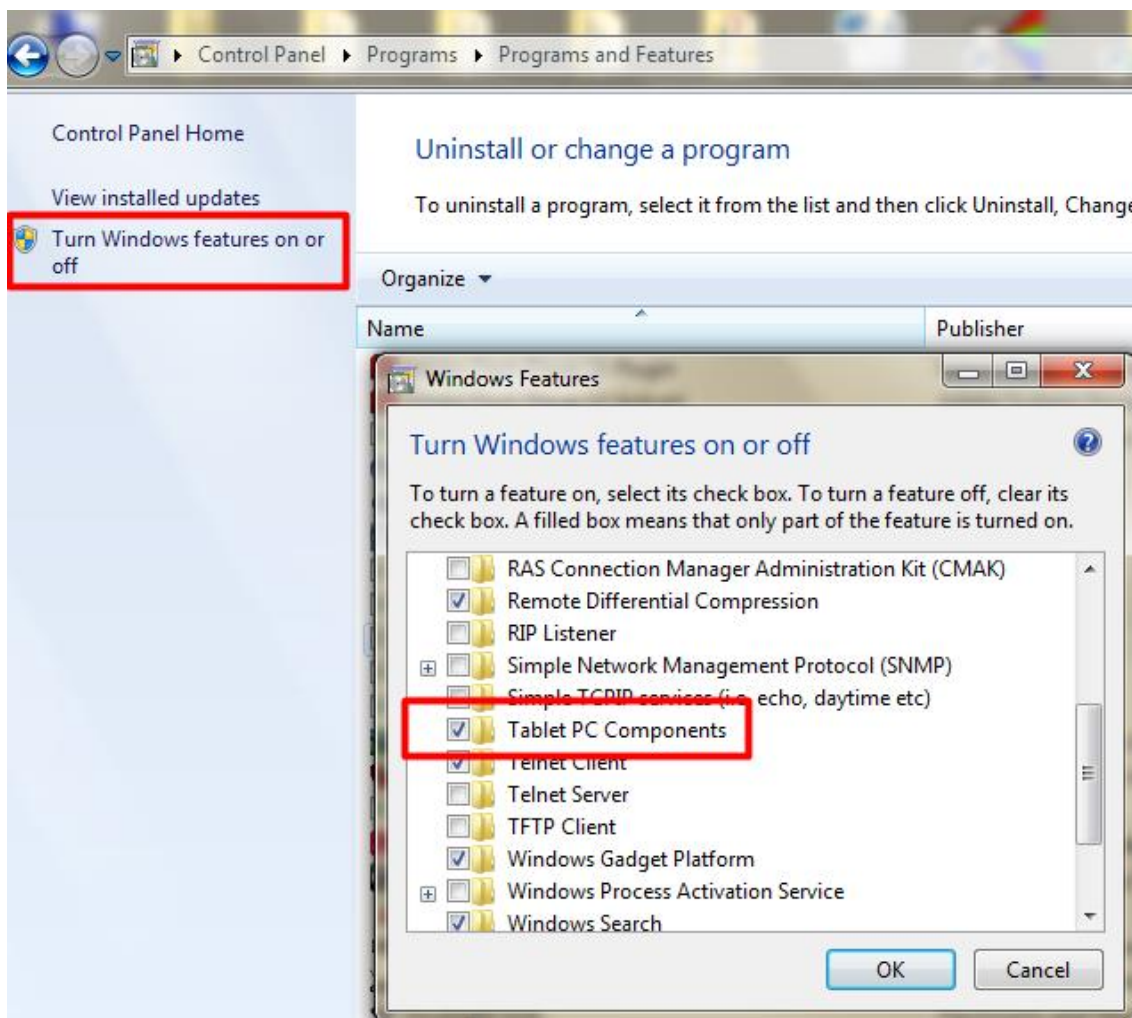 Control Panel ▸ Programs ▸ Programs and Features
Control Panel Home
View installed updates
Turn Windows features on or
off
Uninstall or change a program
To uninstall a program, select it from the list and then click Uninstall, Change
Organize
Name
Publisher
Windows Features
Turn Windows features on or off
To turn a feature on, select its check box. To turn a feature off, clear its
check box. A filled box means that only part of the feature is turned on.
RAS Connection Manager Administration Kit (CMAK)
Remote Differential Compression
RIP Listener
Simple Network Management Protocol (SNMP)
Simple TCPIP services (i.e. echo, daytime etc)
Tablet PC Components
Telnet Client
Telnet Server
TFTP Client
Windows Gadget Platform
Windows Process Activation Service
Windows Search
OK
Cancel